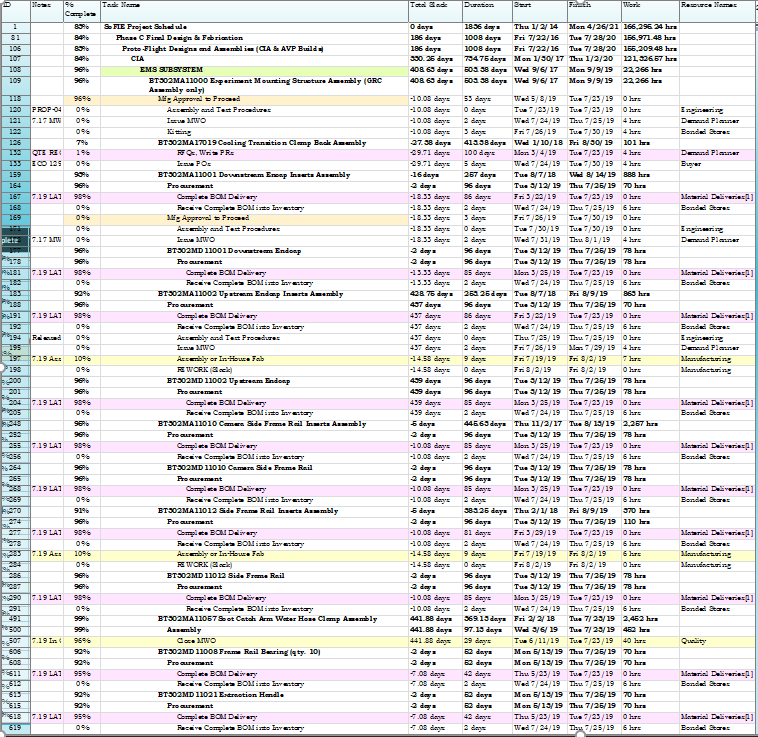 ID Notes % Complete Task Name Total Slack Duration Start Finish Work Resource Names
1 83% SoFIE Project Schedule 0 days 1836 days Thu 1/2/14 Mon 4/26/21 166,295.24 hrs
81 84% Phase C Final Design & Fabrication 186 days 1008 days Fri 7/22/16 Tue 7/28/20 156,971.48 hrs
106 83% Proto-Flight Designs and Assemblies (CIA & AVP Builds) 186 days 1008 days Fri 7/22/16 Tue 7/28/20 155,209.48 hrs
107 84% CIA 330.25 days 734.75 days Mon 1/30/17 Thu 1/2/20 121,326.57 hrs
108 96% EMS SUBSYSTEM 408.63 days 503.38 days Wed 9/6/17 Mon 9/9/19 22,266 hrs
109 96% BT302MA11000 Experiment Mounting Structure Assembly (GRC Assembly only) 408.63 days 503.38 days Wed 9/6/17 Mon 9/9/19 22,266 hrs
118 96% Mfg Approval to Proceed -10.08 days 53 days Wed 5/8/19 Tue 7/23/19 0 hrs
120 PROP-04 0% Assembly and Test Procedures -10.08 days 0 days Tue 7/23/19 Tue 7/23/19 0 hrs Engineering
121 7.17 MW 0% Issue MWO -10.08 days 2 days Wed 7/24/19 Thu 7/25/19 4 hrs Demand Planner
122 0% Kitting -10.08 days 3 days Fri 7/26/19 Tue 7/30/19 4 hrs Bonded Stores
126 7% BT302MA17019 Cooling Transition Clamp Back Assembly -27.38 days 413.38 days Wed 1/10/18 Fri 8/30/19 101 hrs
132 QTE RE( 1% RFQs, Write PRs -29.71 days 100 days Mon 3/4/19 Tue 7/23/19 4 hrs Demand Planner
133 ECO 129 0% Issue POs -29.71 days 5 days Wed 7/24/19 Tue 7/30/19 4 hrs Buyer
159 93% BT302MA11001 Downstream Encap Inserts Assembly -16 days 257 days Tue 8/7/18 Wed 8/14/19 888 hrs
164 96% Procurement -2 days 96 days Tue 3/12/19 Thu 7/25/19 70 hrs
167 7.19 LAT 98% Complete BOM Delivery -18.33 days 86 days Fri 3/22/19 Tue 7/23/19 0 hrs Material Deliveries[1]
168 0% Receive Complete BOM into Inventory -18.33 days 2 days Wed 7/24/19 Thu 7/25/19 6 hrs Bonded Stores
169 0% Mfg Approval to Proceed -18.33 days 3 days Fri 7/26/19 Tue 7/30/19 0 hrs
0% Assembly and Test Procedures -18.33 days 0 days Tue 7/30/19 Tue 7/30/19 0 hrs Engineering
plete 7.17 MW 0% Issue MWO -18.33 days 2 days Wed 7/31/19 Thu 8/1/19 4 hrs Demand Planner
96% BT302MD11001 Downstream Endcap -2 days 96 days Tue 3/12/19 Thu 7/25/19 78 hrs
178 96% Procurement -2 days 96 days Tue 3/12/19 Thu 7/25/19 78 hrs
181 7.19 LAT 98% Complete BOM Delivery -13.33 days 85 days Mon 3/25/19 Tue 7/23/19 0 hrs Material Deliveries[1]
182 0% Receive Complete BOM into Inventory -13.33 days 2 days Wed 7/24/19 Thu 7/25/19 6 hrs Bonded Stores
183 92% BT302MA11002 Upstream Endcap Inserts Assembly 428.75 days 253.25 days Tue 8/7/18 Fri 8/9/19 863 hrs
188 96% Procurement 437 days 96 days Tue 3/12/19 Thu 7/25/19 70 hrs
191 7.19 LAT 98% Complete BOM Delivery 437 days 86 days Fri 3/22/19 Tue 7/23/19 0 hrs Material Deliveries[1]
192 0% Receive Complete BOM into Inventory 437 days 2 days Wed 7/24/19 Thu 7/25/19 6 hrs Bonded Stores
194 Released 0% Assembly and Test Procedures 437 days 0 days Thu 7/25/19 Thu 7/25/19 0 hrs Engineering
195 0% Issue MWO 437 days 2 days Fri 7/26/19 Mon 7/29/19 4 hrs Demand Planner
197 7.19 Ass 10% Assembly or In-House Fab -14.58 days 9 days Fri 7/19/19 Fri 8/2/19 7 hrs Manufacturing
198 0% REWORK (Slack) -14.58 days 0 days Fri 8/2/19 Fri 8/2/19 0 hrs Manufacturing
200 96% BT302MD11002 Upstream Endcap 439 days 96 days Tue 3/12/19 Thu 7/25/19 78 hrs
201 96% Procurement 439 days 96 days Tue 3/12/19 Thu 7/25/19 78 hrs
204 7.19 LAT 98% Complete BOM Delivery 439 days 85 days Mon 3/25/19 Tue 7/23/19 0 hrs Material Deliveries[1]
205 0% Receive Complete BOM into Inventory 439 days 2 days Wed 7/24/19 Thu 7/25/19 6 hrs Bonded Stores
248 96% BT302MA11010 Camera Side Frame Rail Inserts Assembly -5 days 445.63 days Thu 11/2/17 Tue 8/13/19 2,257 hrs
252 96% Procurement -2 days 96 days Tue 3/12/19 Thu 7/25/19 78 hrs
255 7.19 LAT 98% Complete BOM Delivery -10.08 days 85 days Mon 3/25/19 Tue 7/23/19 0 hrs Material Deliveries[1]
256 0% Receive Complete BOM into Inventory -10.08 days 2 days Wed 7/24/19 Thu 7/25/19 6 hrs Bonded Stores
264 96% BT302MD11010 Camera Side Frame Rail -2 days 96 days Tue 3/12/19 Thu 7/25/19 78 hrs
265 96% Procurement -2 days 96 days Tue 3/12/19 Thu 7/25/19 78 hrs
268 7.19 LAT 98% Complete BOM Delivery -10.08 days 85 days Mon 3/25/19 Tue 7/23/19 0 hrs Material Deliveries[1]
269 0% Receive Complete BOM into Inventory -10.08 days 2 days Wed 7/24/19 Thu 7/25/19 6 hrs Bonded Stores
270 91% BT302MA11012 Side Frame Rail Inserts Assembly -5 days 383.25 days Thu 2/1/18 Fri 8/9/19 370 hrs
274 96% Procurement -2 days 96 days Tue 3/12/19 Thu 7/25/19 110 hrs
277 7.19 LAT 98% Complete BOM Delivery -10.08 days 81 days Fri 3/29/19 Tue 7/23/19 0 hrs Material Deliveries[1]
278 0% Receive Complete BOM into Inventory -10.08 days 2 days Wed 7/24/19 Thu 7/25/19 6 hrs Bonded Stores
283 7.19 Ass 10% Assembly or In-House Fab -14.58 days 9 days Fri 7/19/19 Fri 8/2/19 6 hrs Manufacturing
284 0% REWORK (Slack) -14.58 days 0 days Fri 8/2/19 Fri 8/2/19 0 hrs Manufacturing
286 96% BT302MD11012 Side Frame Rail -2 days 96 days Tue 3/12/19 Thu 7/25/19 78 hrs
287 96% Procurement -2 days 96 days Tue 3/12/19 Thu 7/25/19 78 hrs
290 7.19 LAT 98% Complete BOM Delivery -10.08 days 85 days Mon 3/25/19 Tue 7/23/19 0 hrs Material Deliveries[1]
291 0% Receive Complete BOM into Inventory -10.08 days 2 days Wed 7/24/19 Thu 7/25/19 6 hrs Bonded Stores
491 99% BT302MA11057 Soot Catch Arm Water Hose Clamp Assembly 441.88 days 369.13 days Fri 2/2/18 Tue 7/23/19 2,452 hrs
500 99% Assembly 441.88 days 97.13 days Wed 3/6/19 Tue 7/23/19 452 hrs
507 7.19 In ( 96% Close MWO 441.88 days 29 days Tue 6/11/19 Tue 7/23/19 40 hrs Quality
606 92% BT302MD11008 Frame Rail Bearing (qty. 10) -2 days 52 days Mon 5/13/19 Thu 7/25/19 70 hrs
608 92% Procurement -2 days 52 days Mon 5/13/19 Thu 7/25/19 70 hrs
611 7.19 LAT 95% Complete BOM Delivery -7.08 days 42 days Thu 5/23/19 Tue 7/23/19 0 hrs Material Deliveries[1]
612 0% Receive Complete BOM into Inventory -7.08 days 2 days Wed 7/24/19 Thu 7/25/19 6 hrs Bonded Stores
613 92% BT302MD11021 Extraction Handle -2 days 52 days Mon 5/13/19 Thu 7/25/19 70 hrs
615 92% Procurement -2 days 52 days Mon 5/13/19 Thu 7/25/19 70 hrs
618 7.19 LAT 95% Complete BOM Delivery -7.08 days 42 days Thu 5/23/19 Tue 7/23/19 0 hrs Material Deliveries[1]
619 0% Receive Complete BOM into Inventory -7.08 days 2 days Wed 7/24/19 Thu 7/25/19 6 hrs Bonded Stores